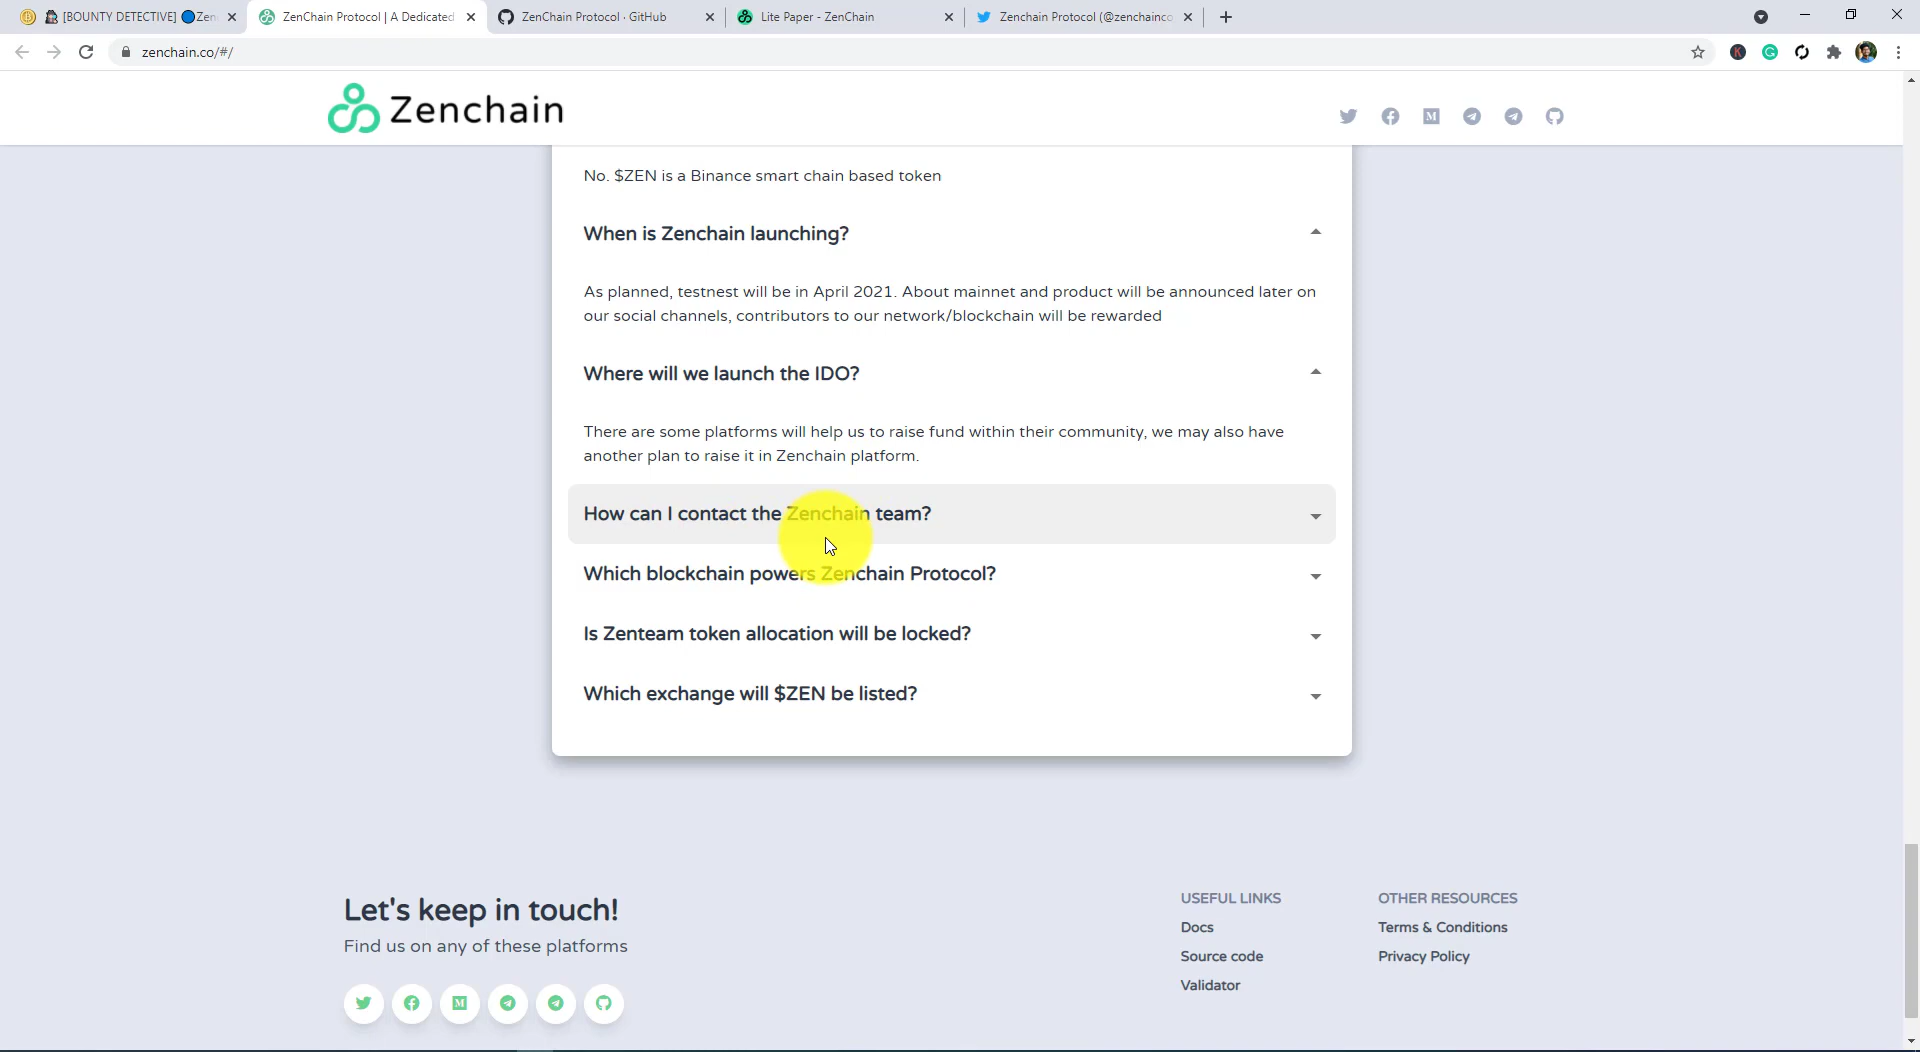 [BOUNTY DETECTIVE] Zen
ZenChain Protocol | A Dedicated
ZenChain Protocol · GitHub
Lite Paper - ZenChain
Zenchain Protocol (@zenchainco
zenchain.co/#/
Zenchain
No. $ZEN is a Binance smart chain based token
When is Zenchain launching?
As planned, testnest will be in April 2021. About mainnet and product will be announced later on
our social channels, contributors to our network/blockchain will be rewarded
Where will we launch the IDO?
There are some platforms will help us to raise fund within their community, we may also have
another plan to raise it in Zenchain platform.
How can I contact the Zenchain team?
Which blockchain powers Zenchain Protocol?
Is Zenteam token allocation will be locked?
Which exchange will $ZEN be listed?
Let's keep in touch!
Find us on any of these platforms
USEFUL LINKS
Docs
Source code
Validator
OTHER RESOURCES
Terms & Conditions
Privacy Policy